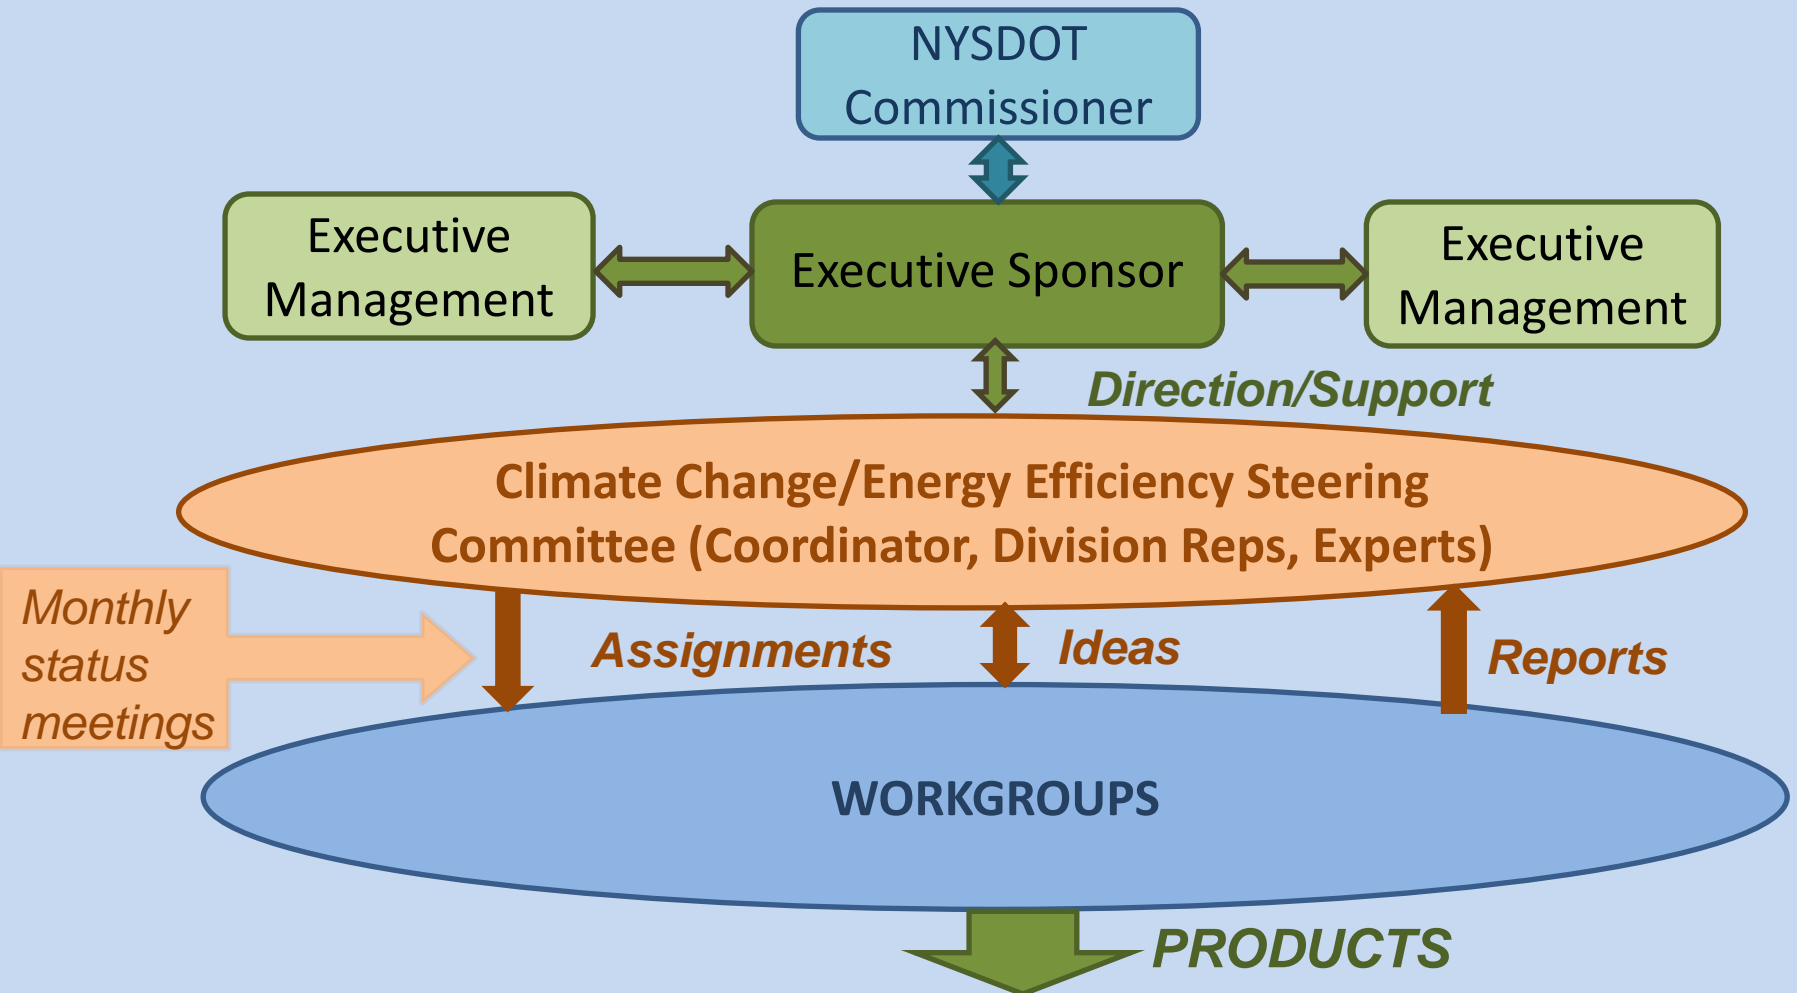 NYSDOT
Commissioner
Executive
Management
Executive Sponsor
Executive
Management
Direction/Support
Climate Change/Energy Efficiency Steering
Committee (Coordinator, Division Reps, Experts)
Monthly
status
meetings
Assignments
Ideas
Reports
WORKGROUPS
PRODUCTS